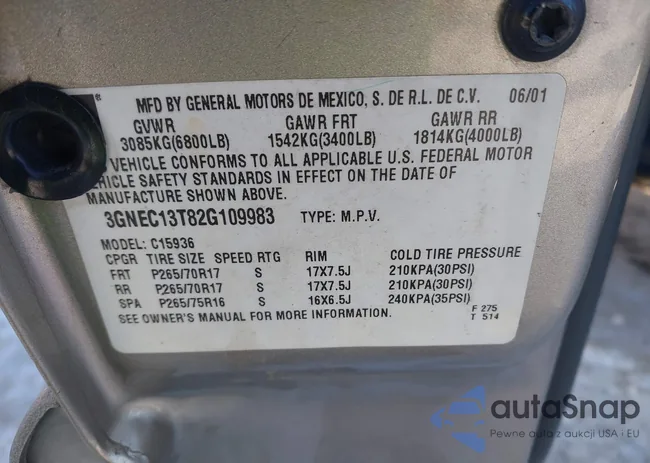 MFD BY GENERAL MOTORS DE MEXICO, S. DE R.L. DE C.V. 06/01
GVWR GAWR FRT GAWR RR
3085KG(6800LB) 1542KG(3400LB) 1814KG(4000LB)
VEHICLE CONFORMS TO ALL APPLICABLE U.S. FEDERAL MOTOR
HICLE SAFETY STANDARDS IN EFFECT ON THE DATE OF
MANUFACTURE SHOWN ABOVE.
3GNEC13T82G109983 TYPE: M.P.V.
MODEL: C15936
CPGR TIRE SIZE SPEED RTG RIM COLD TIRE PRESSURE
FRT P265/70R17 S 17X7.5J 210KPA(30PSI)
RR P265/70R17 S 17X7.5J 210KPA(30PSI)
SPA P265/75R16 S 16X6.5J 240KPA(35PSI)
SEE OWNER'S MANUAL FOR MORE INFORMATION.
F 275
T 514
autaSnap
Pewne auta z aukcji USA i EU